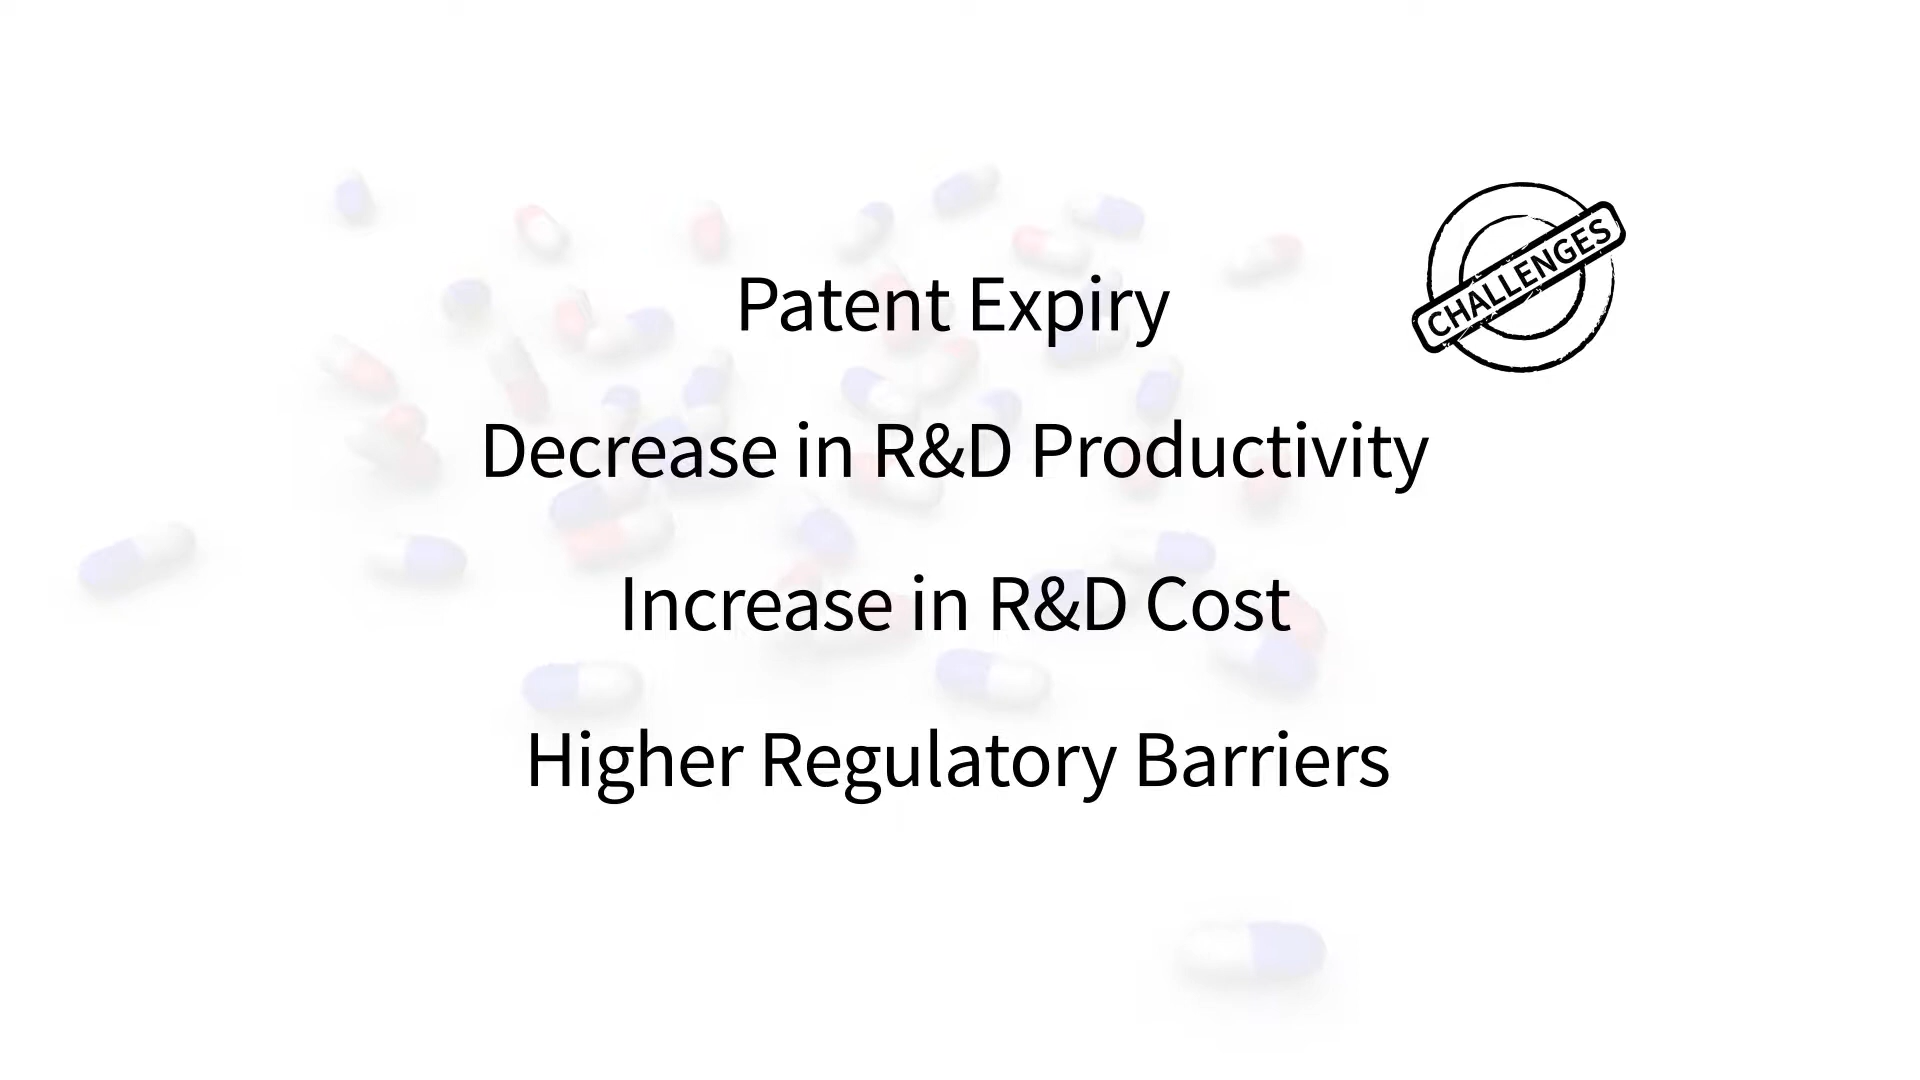 Patent Expiry
CHALLENGES
Decrease in R&D Productivity
Increase in R&D Cost
Higher Regulatory Barriers